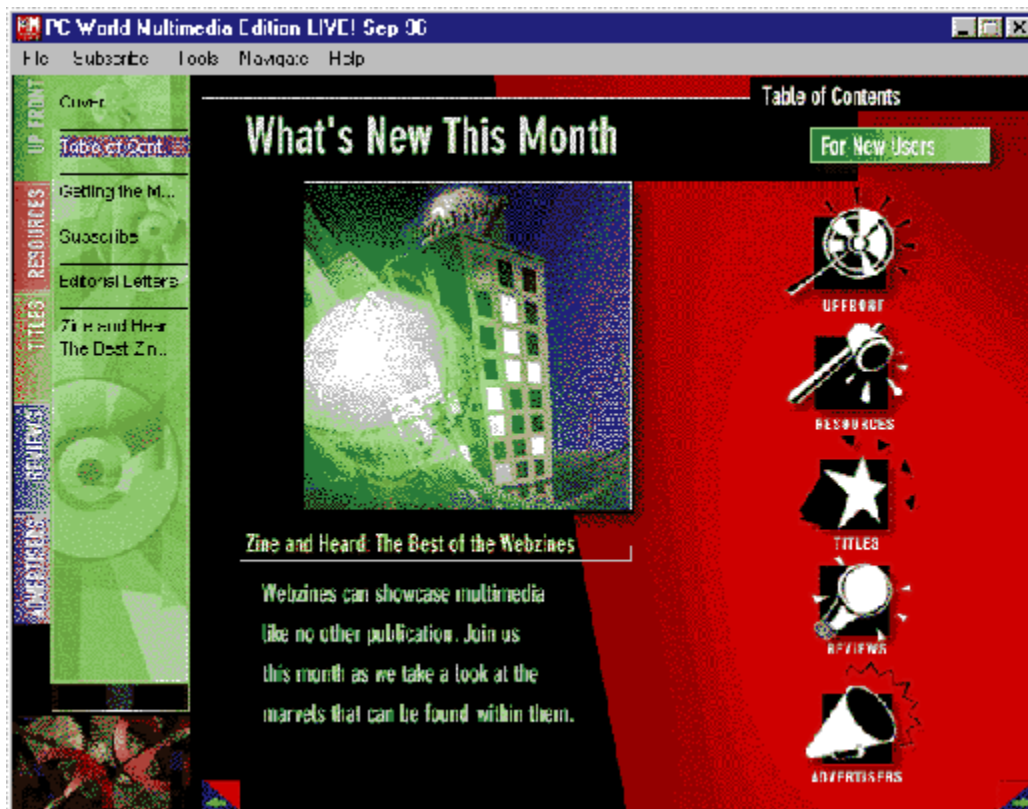 PC World Multimedia Edition LIVE! Sep 96
File Subscribe Tools Navigate Help
UP FRONT
RESOURCES
TITLES
REVIEWS
ADVERTISERS
Cover
Table of Cont...
Getting the M...
Subscribe
Editorial Letters
Zine and Hear
The Best Zin...
Table of Contents
What's New This Month
For New Users
UPFRONT
RESOURCES
TITLES
REVIEWS
ADVERTISERS
Zine and Heard: The Best of the Webzines
Webzines can showcase multimedia
like no other publication. Join us
this month as we take a look at the
marvels that can be found within them.